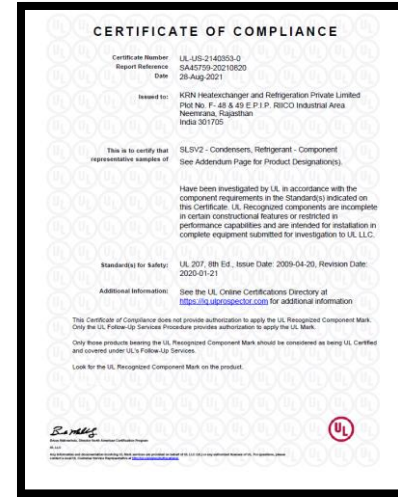 CERTIFICATE OF COMPLIANCE
Certificate Number UL-US-2140353-0
Report Reference SA45759-20210820
Date 28-Aug-2021
Issued to: KRN Heatexchanger and Refrigeration Private Limited
Plot No. F- 48 & 49 E.P.I.P. RIICO Industrial Area
Neemrana, Rajasthan
India 301705
This is to certify that SLSV2 - Condensers, Refrigerant - Component
representative samples of See Addendum Page for Product Designation(s).
Have been investigated by UL in accordance with the
component requirements in the Standard(s) indicated on
this Certificate. UL Recognized components are incomplete
in certain constructional features or restricted in
performance capabilities and are intended for installation in
complete equipment submitted for investigation to UL LLC.
Standard(s) for Safety: UL 207, 8th Ed., Issue Date: 2009-04-20, Revision Date:
2020-01-21
Additional Information: See the UL Online Certifications Directory at
https://iq.ulprospector.com for additional information
This Certificate of Compliance does not provide authorization to apply the UL Recognized Component Mark.
Only the UL Follow-Up Services Procedure provides authorization to apply the UL Mark.
Only those products bearing the UL Recognized Component Mark should be considered as being UL Certified
and covered under UL's Follow-Up Services.
Look for the UL Recognized Component Mark on the product.
UL